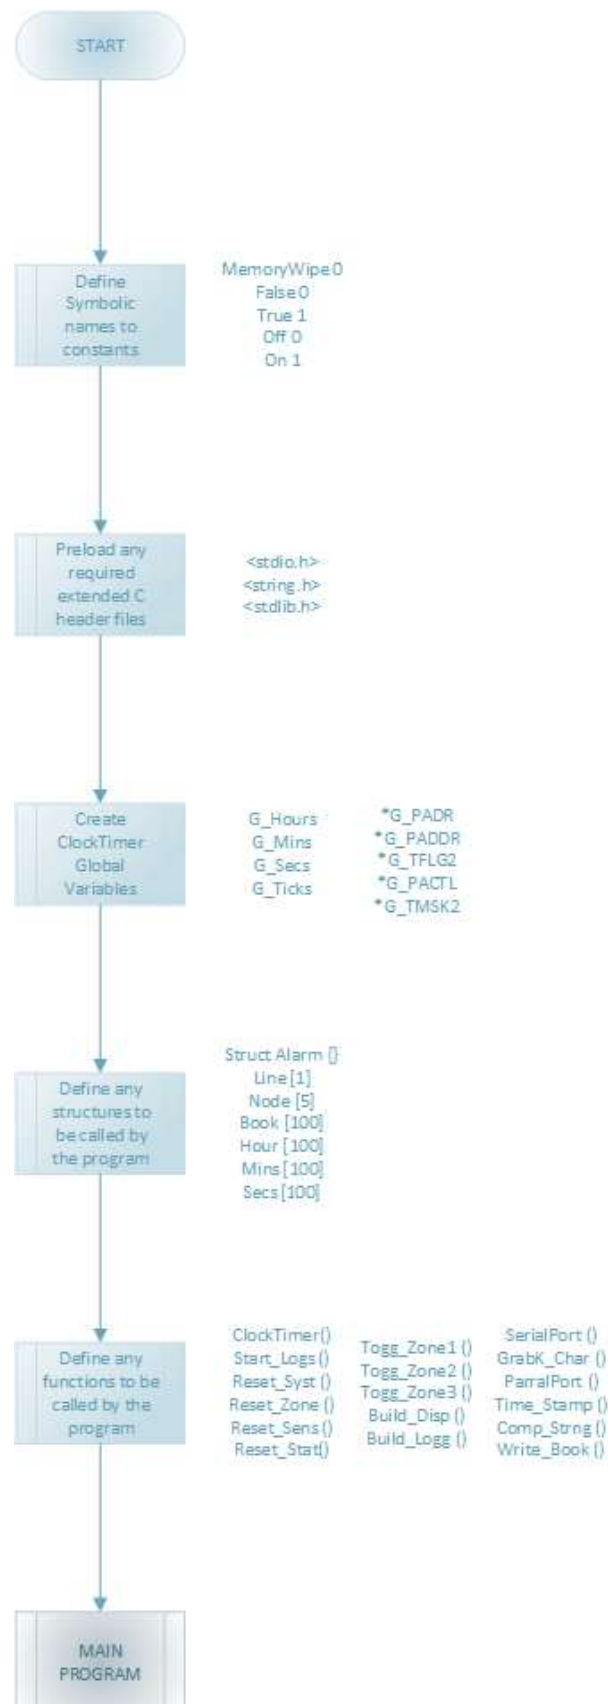 START
Define
Symbolic
names to
constants
MemoryWipe 0
False 0
True 1
Off 0
On 1
Preload any
required
extended C
header files
<stdio.h>
<string.h>
<stdlib.h>
Create
ClockTimer
Global
Variables
G_Hours
G_Mins
G_Secs
G_Ticks
*G_PADR
*G_PADDR
*G_TFLG2
*G_PACTL
*G_TMSK2
Define any
structures to
be called by
the program
Struct Alarm {}
Line [1]
Node [5]
Book [100]
Hour [100]
Mins [100]
Secs [100]
Define any
functions to be
called by the
program
ClockTimer()
Start_Logs ()
Reset_Syst ()
Reset_Zone ()
Reset_Sens ()
Reset_Stat()
Togg_Zone1 ()
Togg_Zone2 ()
Togg_Zone3 ()
Build_Disp ()
Build_Logg ()
SerialPort ()
GrabK_Char ()
ParralPort ()
Time_Stamp ()
Comp_Strng ()
Write_Book ()
MAIN
PROGRAM